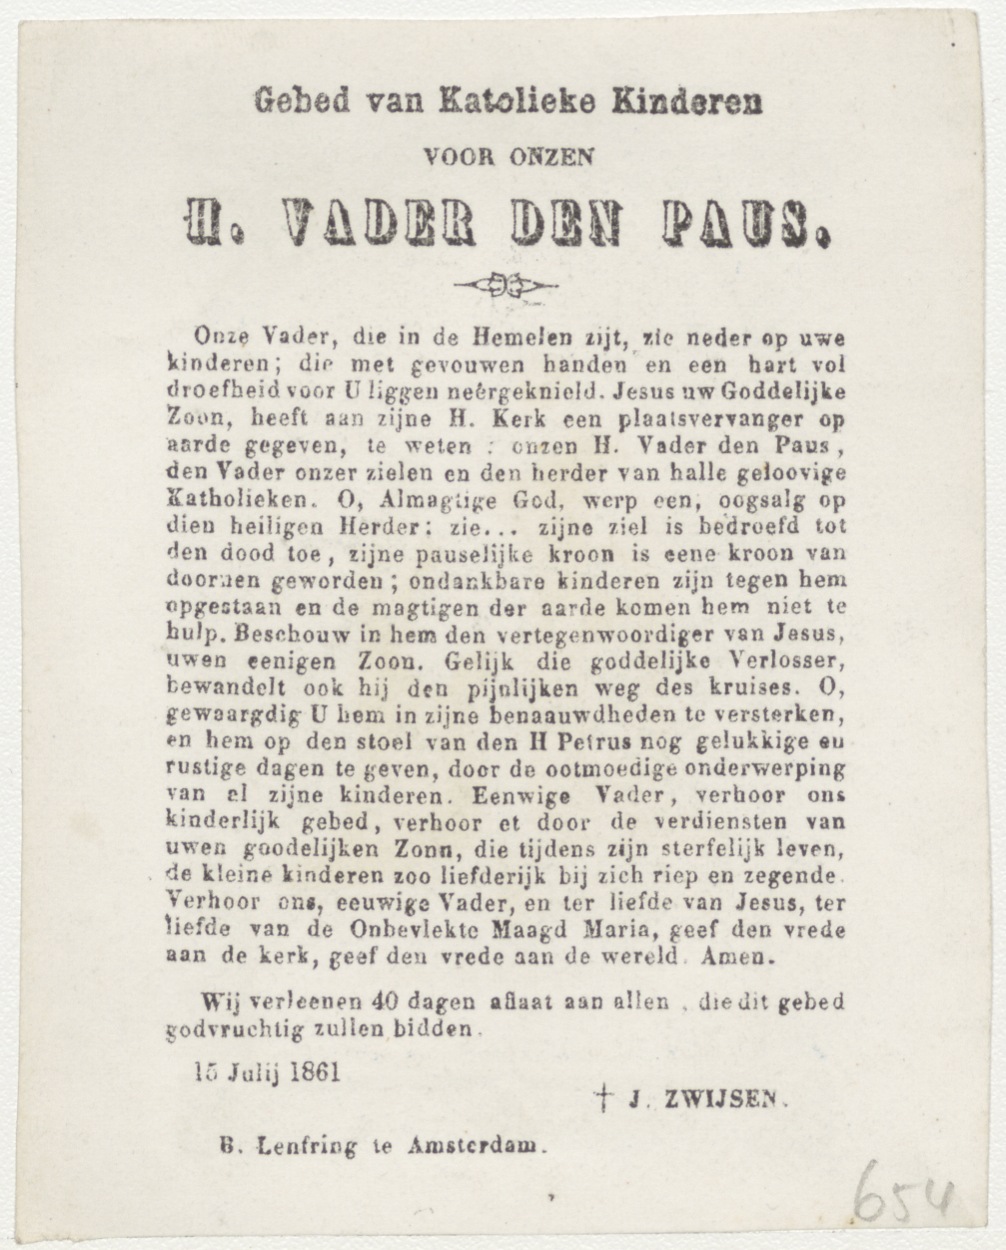 Gebed van Katolieke Kinderen
VOOR ONZEN
H. VADER DEN PAUS.
Onze Vader, die in de Hemelen zijt, zie neder op uwe
kinderen; die met gevouwen handen en een hart vol
droefheid voor U liggen neêrgeknield. Jesus uw Goddelijke
Zoon, heeft aan zijne H. Kerk een plaatsvervanger op
aarde gegeven, te weten : onzen H. Vader den Paus,
den Vader onzer zielen en den herder van halle geloovige
Katholieken. O, Almagtige God, werp een, oogsalg op
dien heiligen Herder; zie... zijne ziel is bedroefd tot
den dood toe, zijne pauselijke kroon is eene kroon van
doornen geworden; ondankbare kinderen zijn tegen hem
opgestaan en de magtigen der aarde komen hem niet te
hulp. Beschouw in hem den vertegenwoordiger van Jesus,
uwen eenigen Zoon. Gelijk die goddelijke Verlosser,
bewandelt ook hij den pijnlijken weg des kruises. O,
gewaargdig U hem in zijne benaauwdheden te versterken,
en hem op den stoel van den H Petrus nog gelukkige en
rustige dagen te geven, door de ootmoedige onderwerping
van al zijne kinderen. Eenwige Vader, verhoor ons
kinderlijk gebed, verhoor et door de verdiensten van
uwen goodelijken Zonn, die tijdens zijn sterfelijk leven,
de kleine kinderen zoo liefderijk bij zich riep en zegende.
Verhoor ons, eeuwige Vader, en ter liefde van Jesus, ter
liefde van de Onbevlekte Maagd Maria, geef den vrede
aan de kerk, geef den vrede aan de wereld. Amen.
Wij verleenen 40 dagen aflaat aan allen, die dit gebed
godvruchtig zullen bidden.
15 Julij 1861
† J. ZWIJSEN.
B. Lenfring te Amsterdam.
654